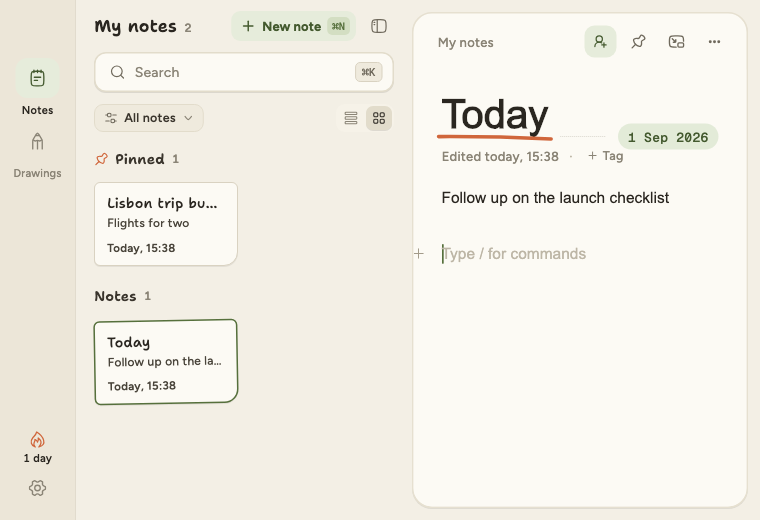 Notes
Drawings
1 day
My notes 2
New note ⌘N
Search ⌘K
All notes
Pinned 1
Lisbon trip bu...
Flights for two
Today, 15:38
Notes 1
Today
Follow up on the la...
Today, 15:38
My notes
Today
1 Sep 2026
Edited today, 15:38 · + Tag
Follow up on the launch checklist
Type / for commands